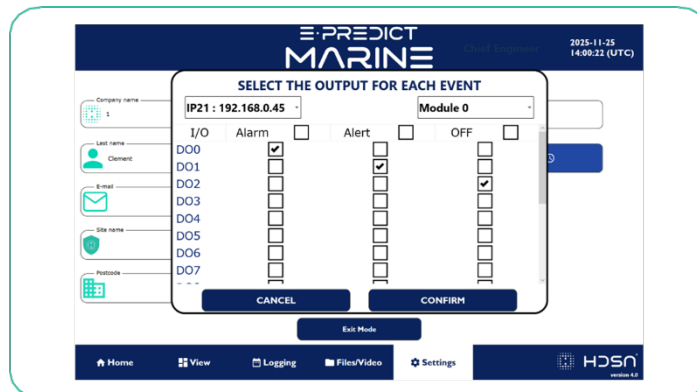 E-PREDICT
MARINE
Chief Engineer
2025-11-25
14:00:22 (UTC)
SELECT THE OUTPUT FOR EACH EVENT
IP21 : 192.168.0.45
Module 0
I/O Alarm Alert OFF
DO0
DO1
DO2
DO3
DO4
DO5
DO6
DO7
CANCEL CONFIRM
Company name
1
Last name
Clement
E-mail
Site name
Postcode
Exit Mode
Home View Logging Files/Video Settings
HDSN
version 4.0